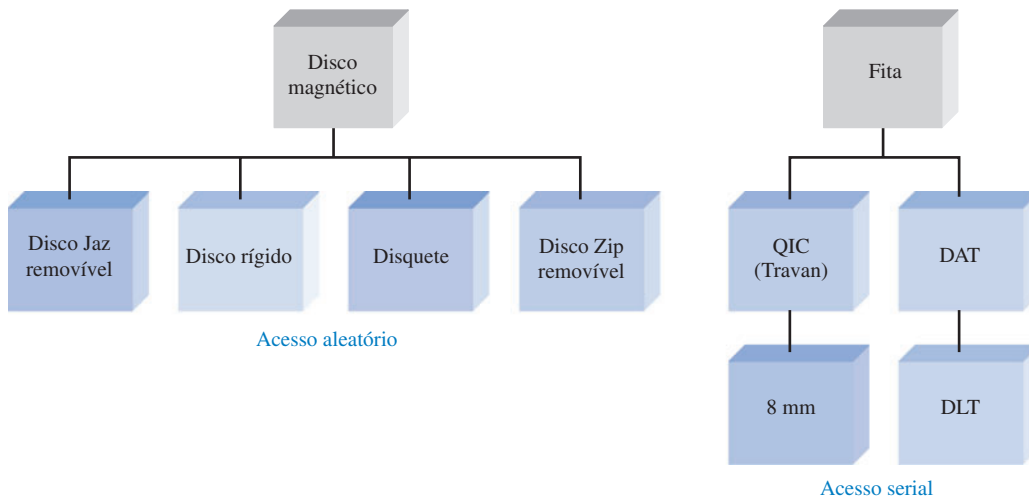 Disco
magnético
Fita
Disco Jaz
removível
Disco rígido
Disquete
Disco Zip
removível
QIC
(Travan)
DAT
Acesso aleatório
8 mm
DLT
Acesso serial